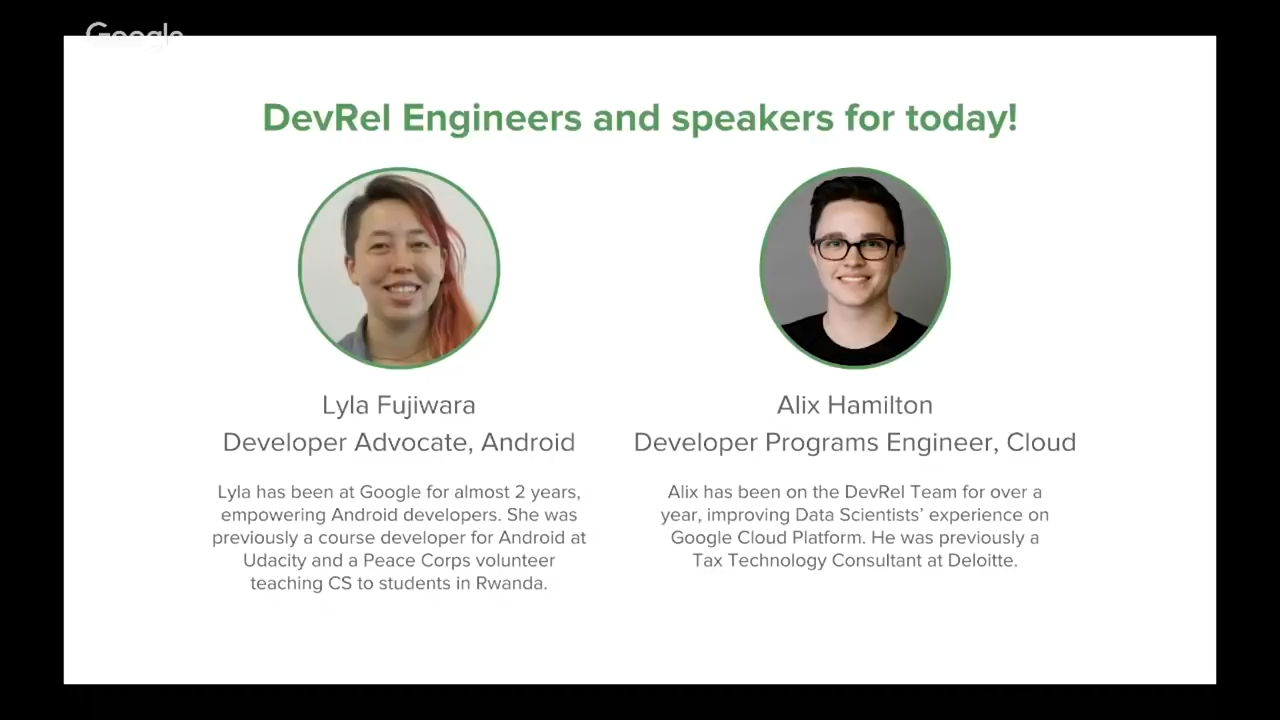 Google
DevRel Engineers and speakers for today!
Lyla Fujiwara
Developer Advocate, Android
Lyla has been at Google for almost 2 years,
empowering Android developers. She was
previously a course developer for Android at
Udacity and a Peace Corps volunteer
teaching CS to students in Rwanda.
Alix Hamilton
Developer Programs Engineer, Cloud
Alix has been on the DevRel Team for over a
year, improving Data Scientists’ experience on
Google Cloud Platform. He was previously a
Tax Technology Consultant at Deloitte.